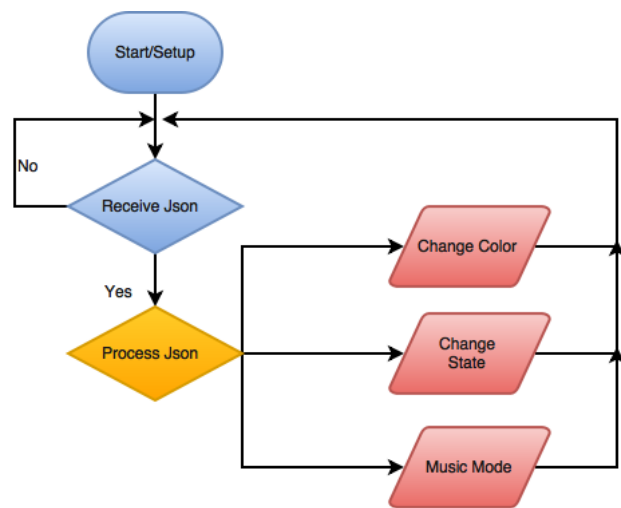 Start/Setup
No
Receive Json
Yes
Process Json
Change Color
Change
State
Music Mode